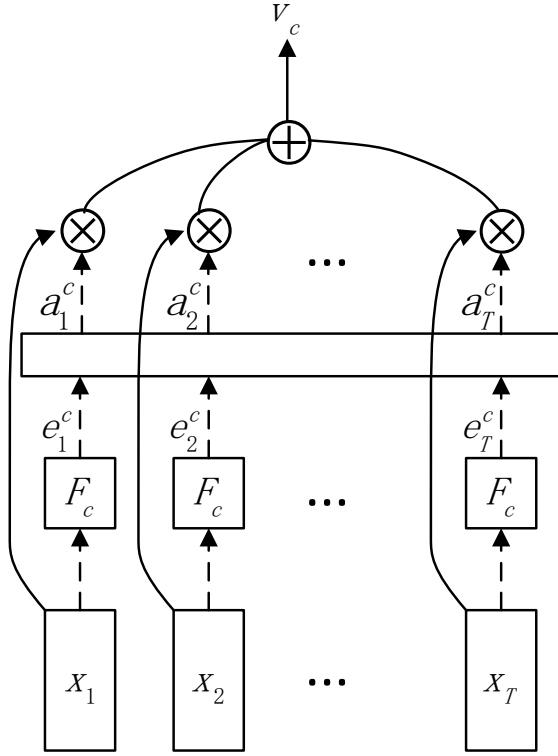 v_c
...
a_1^c a_2^c a_T^c
e_1^c e_2^c e_T^c
F_c F_c ... F_c
x_1 x_2 ... x_T